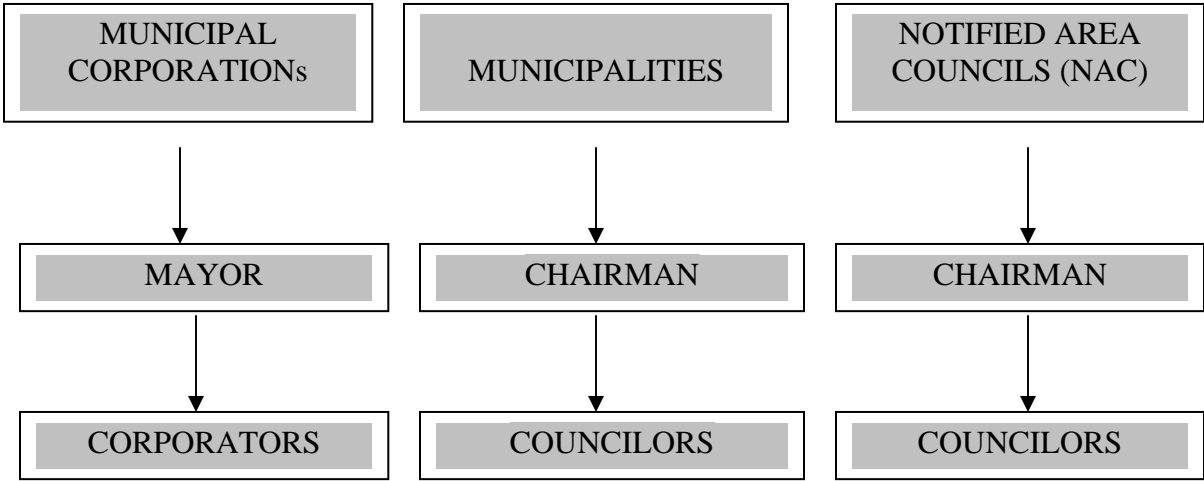 MUNICIPAL
CORPORATIONs
MUNICIPALITIES
NOTIFIED AREA
COUNCILS (NAC)
MAYOR
CHAIRMAN
CHAIRMAN
CORPORATORS
COUNCILORS
COUNCILORS